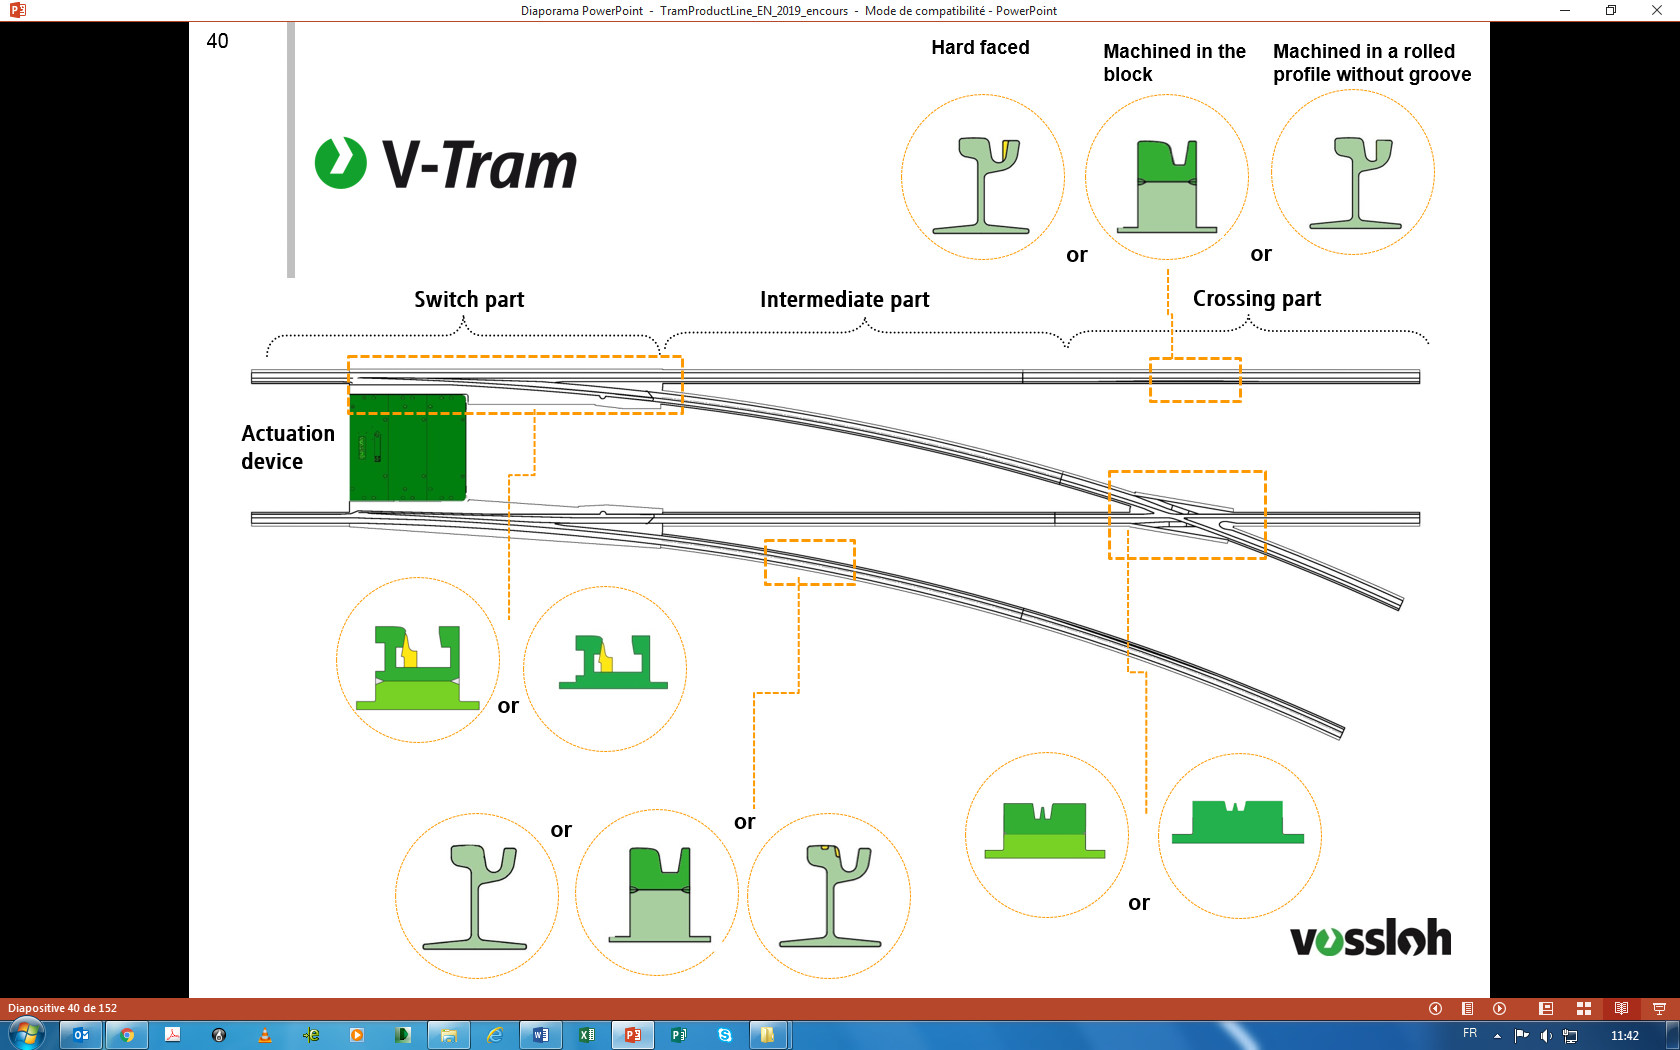 Diaporama PowerPoint - TramProductLine_EN_2019_encours - Mode de compatibilité - PowerPoint
40
Hard faced
Machined in the
block
Machined in a rolled
profile without groove
V-Tram
or
or
Switch part
Intermediate part
Crossing part
Actuation
device
or
or
or
or
vossloh
Diapositive 40 de 152
FR
11:42